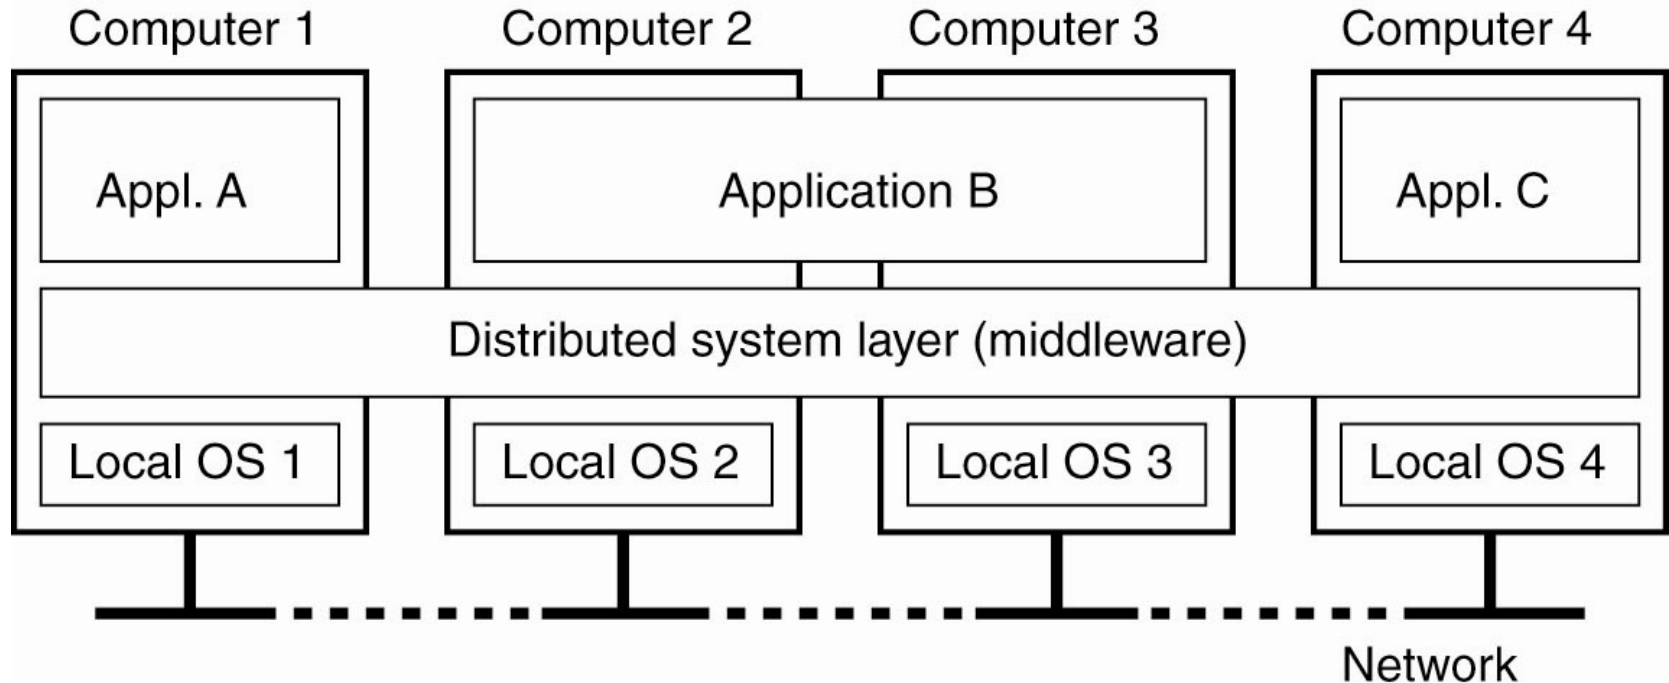 Computer 1
Computer 2
Computer 3
Computer 4
Appl. A
Application B
Appl. C
Distributed system layer (middleware)
Local OS 1
Local OS 2
Local OS 3
Local OS 4
Network